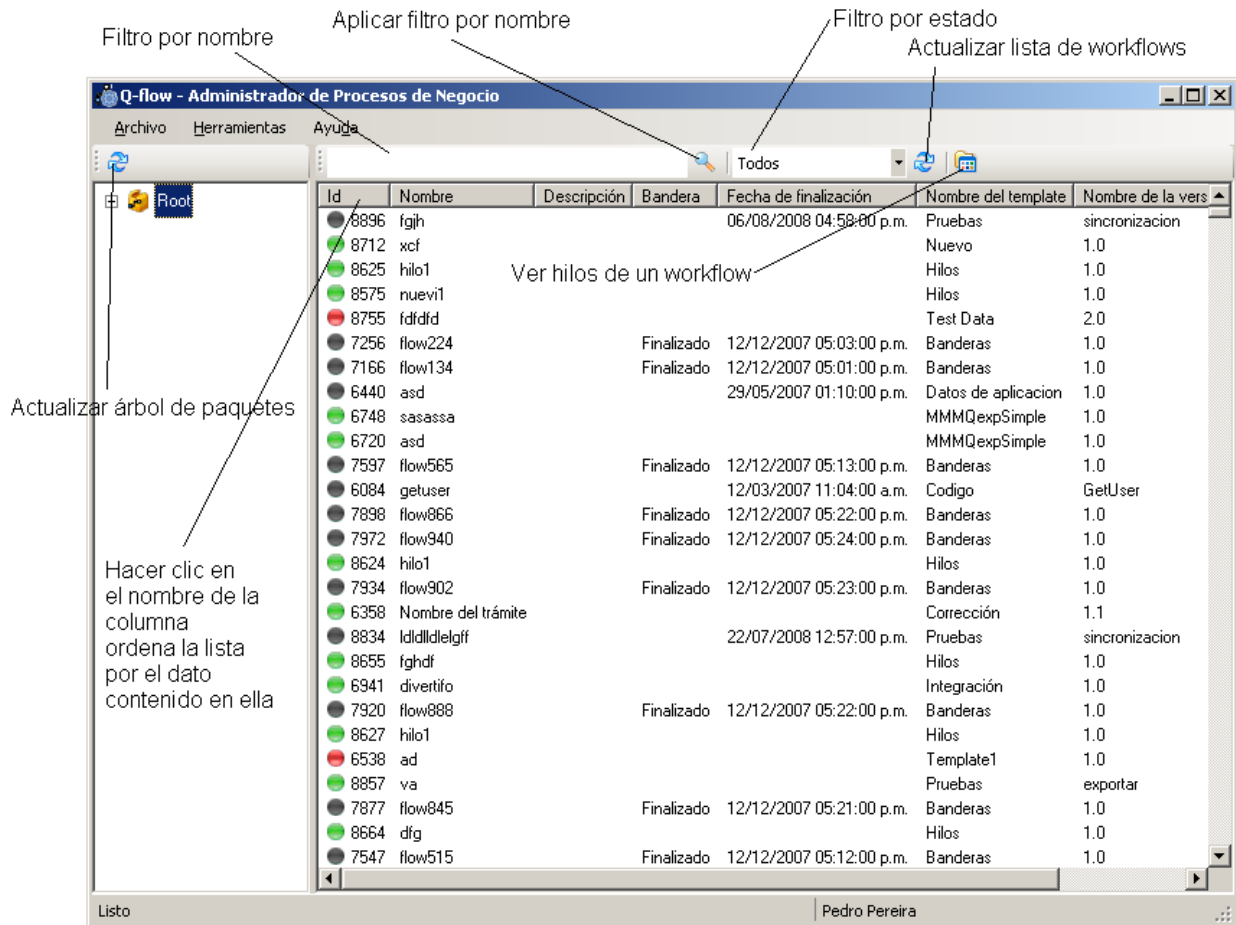 Filtro por nombre
Aplicar filtro por nombre
Filtro por estado
Actualizar lista de workflows
Q-flow - Administrador de Procesos de Negocio
Archivo Herramientas Ayuda
Todos
Root
Id Nombre Descripción Bandera Fecha de finalización Nombre del template Nombre de la vers
8896 fgjh 06/08/2008 04:58:00 p.m. Pruebas sincronizacion
8712 xcf Nuevo 1.0
8625 hilo1 Hilos 1.0
8575 nuevi1 Hilos 1.0
8755 fdfdfd Test Data 2.0
7256 flow224 Finalizado 12/12/2007 05:03:00 p.m. Banderas 1.0
7166 flow134 Finalizado 12/12/2007 05:01:00 p.m. Banderas 1.0
6440 asd 29/05/2007 01:10:00 p.m. Datos de aplicacion 1.0
6748 sasassa MMMQexpSimple 1.0
6720 asd MMMQexpSimple 1.0
7597 flow565 Finalizado 12/12/2007 05:13:00 p.m. Banderas 1.0
6084 getuser 12/03/2007 11:04:00 a.m. Codigo GetUser
7898 flow866 Finalizado 12/12/2007 05:22:00 p.m. Banderas 1.0
7972 flow940 Finalizado 12/12/2007 05:24:00 p.m. Banderas 1.0
8624 hilo1 Hilos 1.0
7934 flow902 Finalizado 12/12/2007 05:23:00 p.m. Banderas 1.0
6358 Nombre del trámite Corrección 1.1
8834 ldldlldlelgff 22/07/2008 12:57:00 p.m. Pruebas sincronizacion
8655 fghdf Hilos 1.0
6941 divertifo Integración 1.0
7920 flow888 Finalizado 12/12/2007 05:22:00 p.m. Banderas 1.0
8627 hilo1 Hilos 1.0
6538 ad Template1 1.0
8857 va Pruebas exportar
7877 flow845 Finalizado 12/12/2007 05:21:00 p.m. Banderas 1.0
8664 dfg Hilos 1.0
7547 flow515 Finalizado 12/12/2007 05:12:00 p.m. Banderas 1.0
Ver hilos de un workflow
Actualizar árbol de paquetes
Hacer clic en
el nombre de la
columna
ordena la lista
por el dato
contenido en ella
Listo
Pedro Pereira